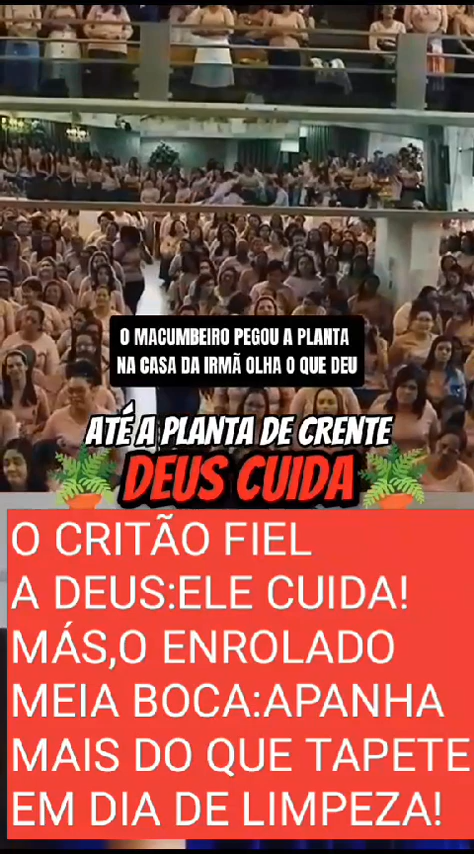 O MACUMBEIRO PEGOU A PLANTA
NA CASA DA IRMÃ OLHA O QUE DEU
ATÉ A PLANTA DE CRENTE
DEUS CUIDA
O CRITÃO FIEL
A DEUS:ELE CUIDA!
MÁS,O ENROLADO
MEIA BOCA:APANHA
MAIS DO QUE TAPETE
EM DIA DE LIMPEZA!